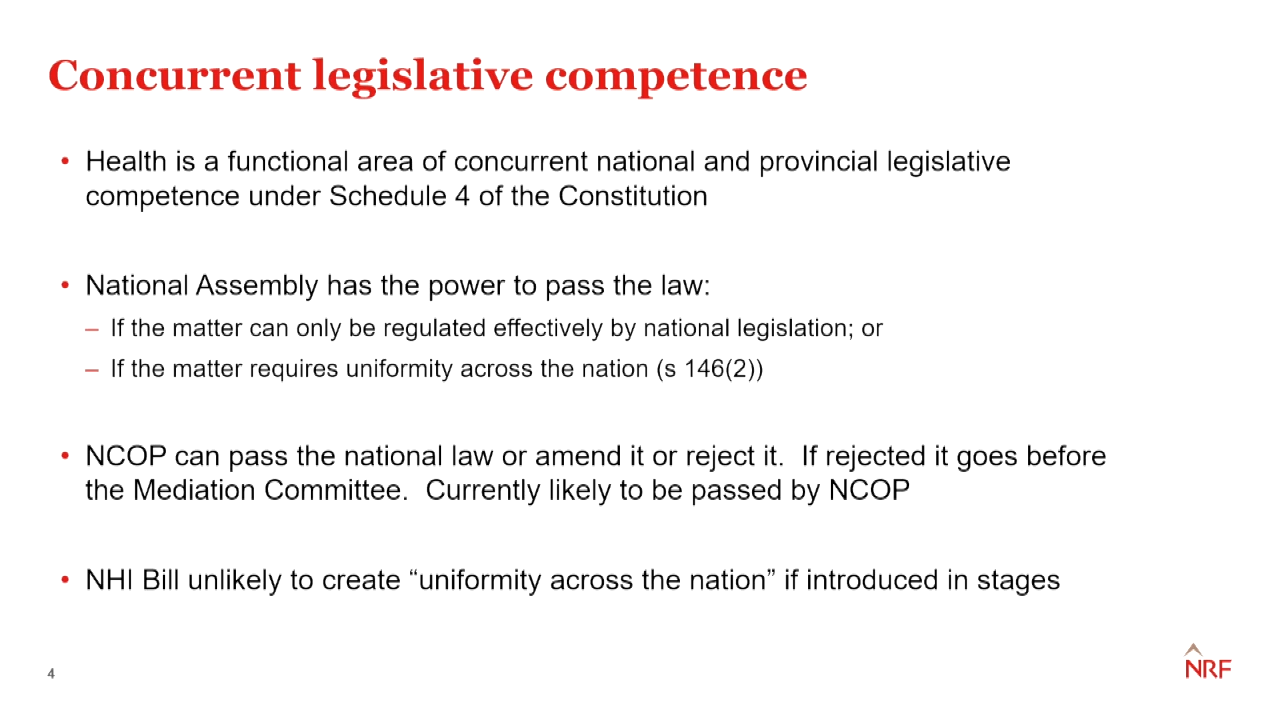 Concurrent legislative competence
• Health is a functional area of concurrent national and provincial legislative
competence under Schedule 4 of the Constitution
• National Assembly has the power to pass the law:
– If the matter can only be regulated effectively by national legislation; or
– If the matter requires uniformity across the nation (s 146(2))
• NCOP can pass the national law or amend it or reject it.  If rejected it goes before
the Mediation Committee.  Currently likely to be passed by NCOP
• NHI Bill unlikely to create “uniformity across the nation” if introduced in stages
4
NRF